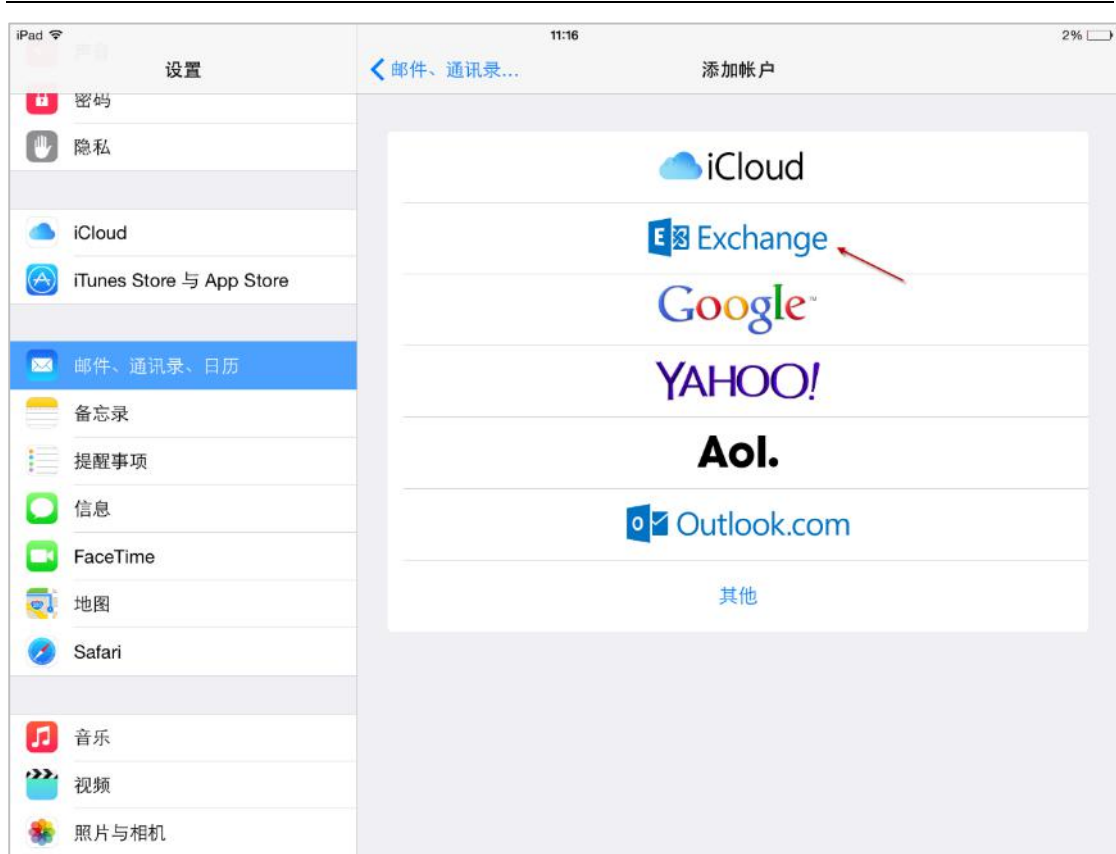 iPad
11:16
2%
设置
邮件、通讯录...
添加帐户
密码
隐私
iCloud
iTunes Store 与 App Store
邮件、通讯录、日历
备忘录
提醒事项
信息
FaceTime
地图
Safari
音乐
视频
照片与相机
iCloud
E Exchange
Google™
YAHOO!
Aol.
Outlook.com
其他